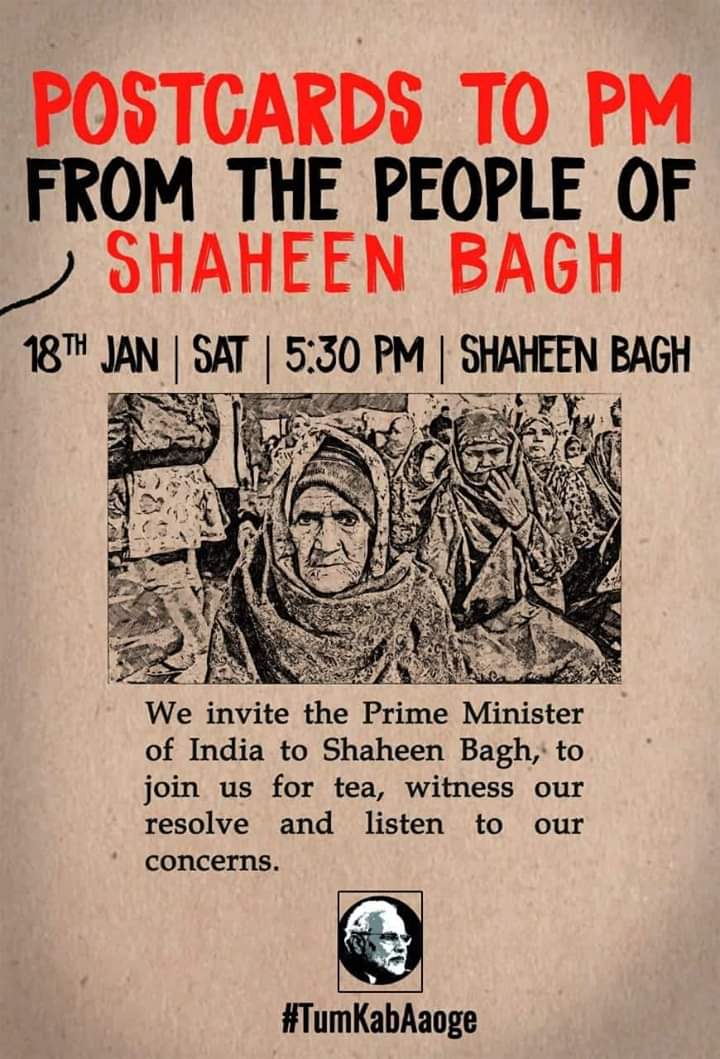 POSTCARDS TO PM
FROM THE PEOPLE OF
SHAHEEN BAGH
18TH JAN | SAT | 5:30 PM | SHAHEEN BAGH
We invite the Prime Minister
of India to Shaheen Bagh, to
join us for tea, witness our
resolve and listen to our
concerns.
#TumKabAaoge